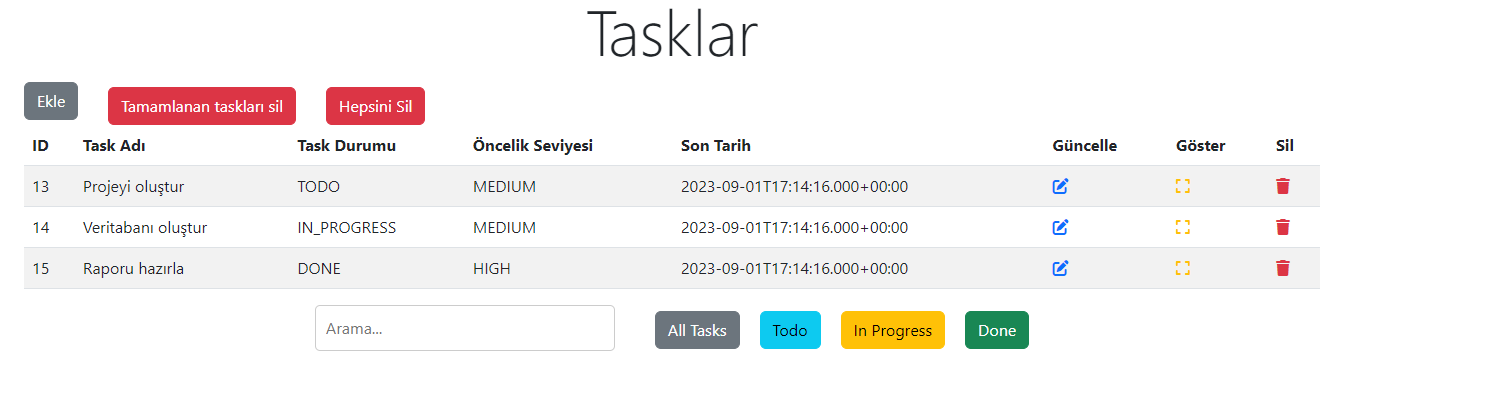 Tasklar
Ekle Tamamlanan taskları sil Hepsini Sil
ID Task Adı Task Durumu Öncelik Seviyesi Son Tarih Güncelle Göster Sil
13 Projeyi oluştur TODO MEDIUM 2023-09-01T17:14:16.000+00:00
14 Veritabanı oluştur IN_PROGRESS MEDIUM 2023-09-01T17:14:16.000+00:00
15 Raporu hazırla DONE HIGH 2023-09-01T17:14:16.000+00:00
Arama... All Tasks Todo In Progress Done